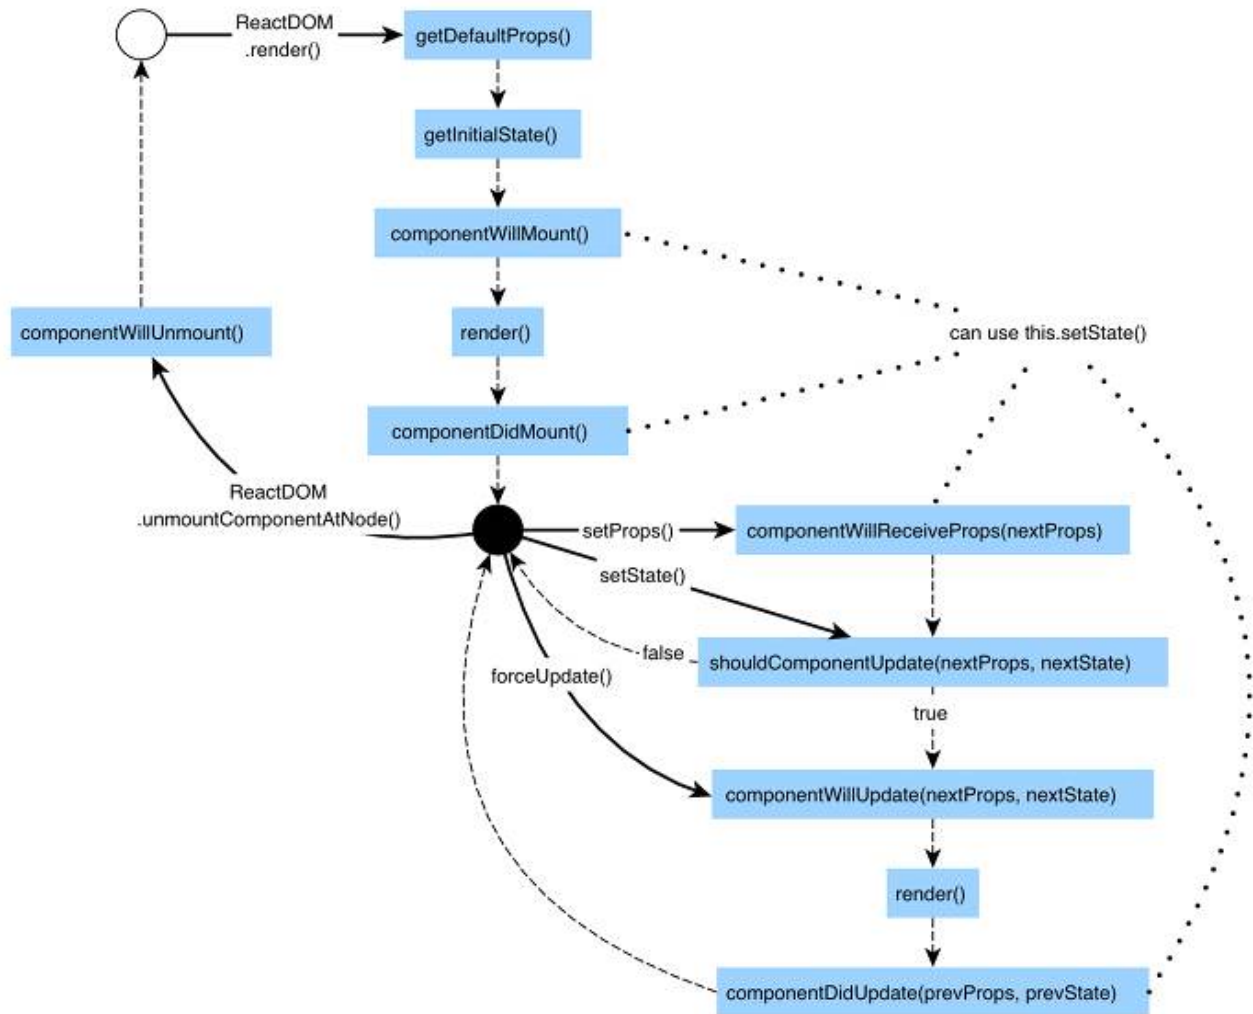 ReactDOM
.render()
getDefaultProps()
getInitialState()
componentWillMount()
componentWillUnmount()
render()
can use this.setState()
componentDidMount()
ReactDOM
.unmountComponentAtNode()
setProps()
componentWillReceiveProps(nextProps)
setState()
false
shouldComponentUpdate(nextProps, nextState)
forceUpdate()
true
componentWillUpdate(nextProps, nextState)
render()
componentDidUpdate(prevProps, prevState)